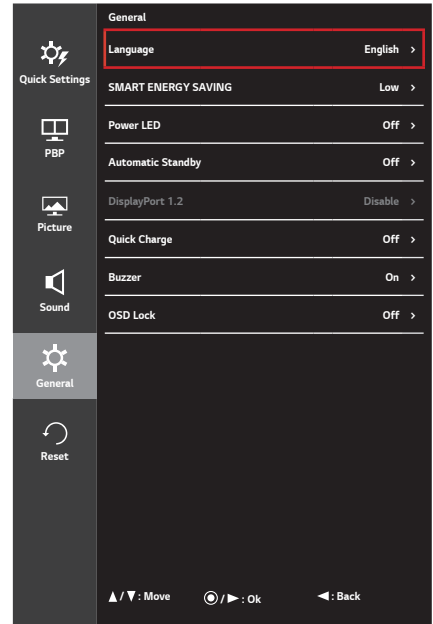 General
Language English >
SMART ENERGY SAVING Low >
Power LED Off >
Automatic Standby Off >
DisplayPort 1.2 Disable >
Quick Charge Off >
Buzzer On >
OSD Lock Off >
Quick Settings
PBP
Picture
Sound
General
Reset
▲/▼: Move ◉/►: Ok ◄: Back